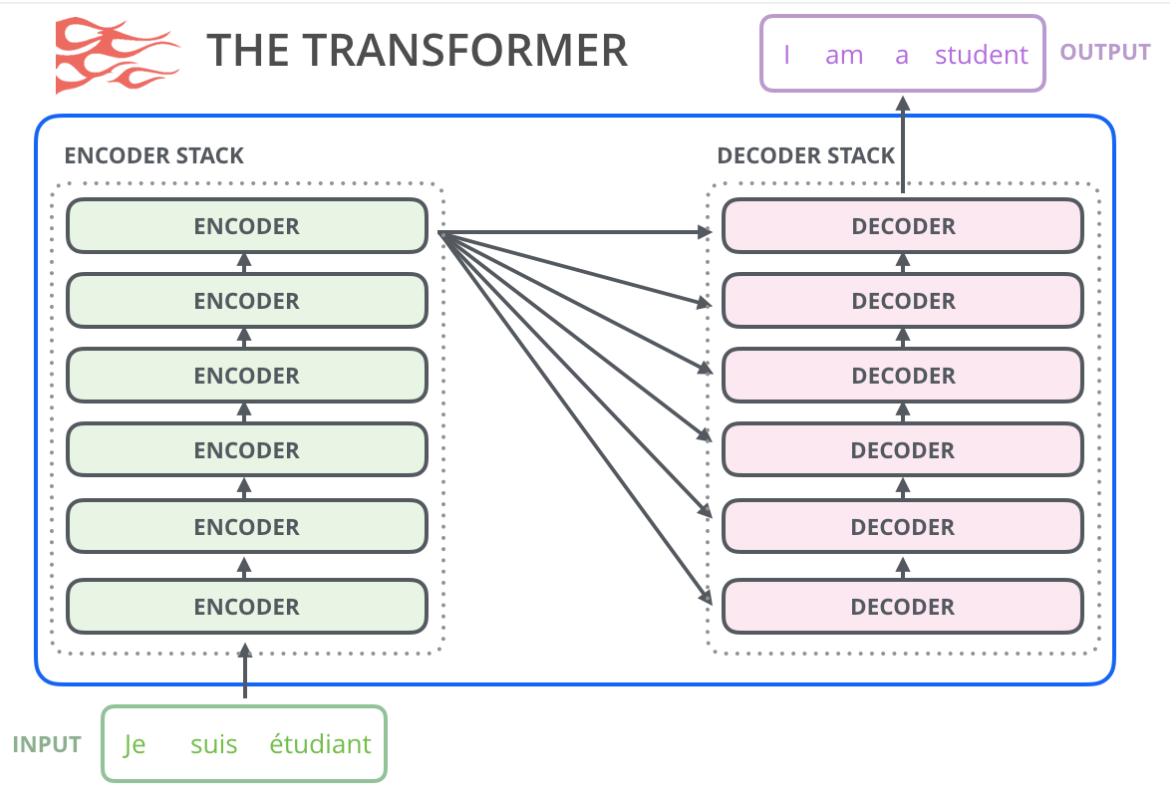 THE TRANSFORMER
I am a student
OUTPUT
ENCODER STACK
DECODER STACK
ENCODER
DECODER
ENCODER
DECODER
ENCODER
DECODER
ENCODER
DECODER
ENCODER
DECODER
ENCODER
DECODER
INPUT
Je suis étudiant